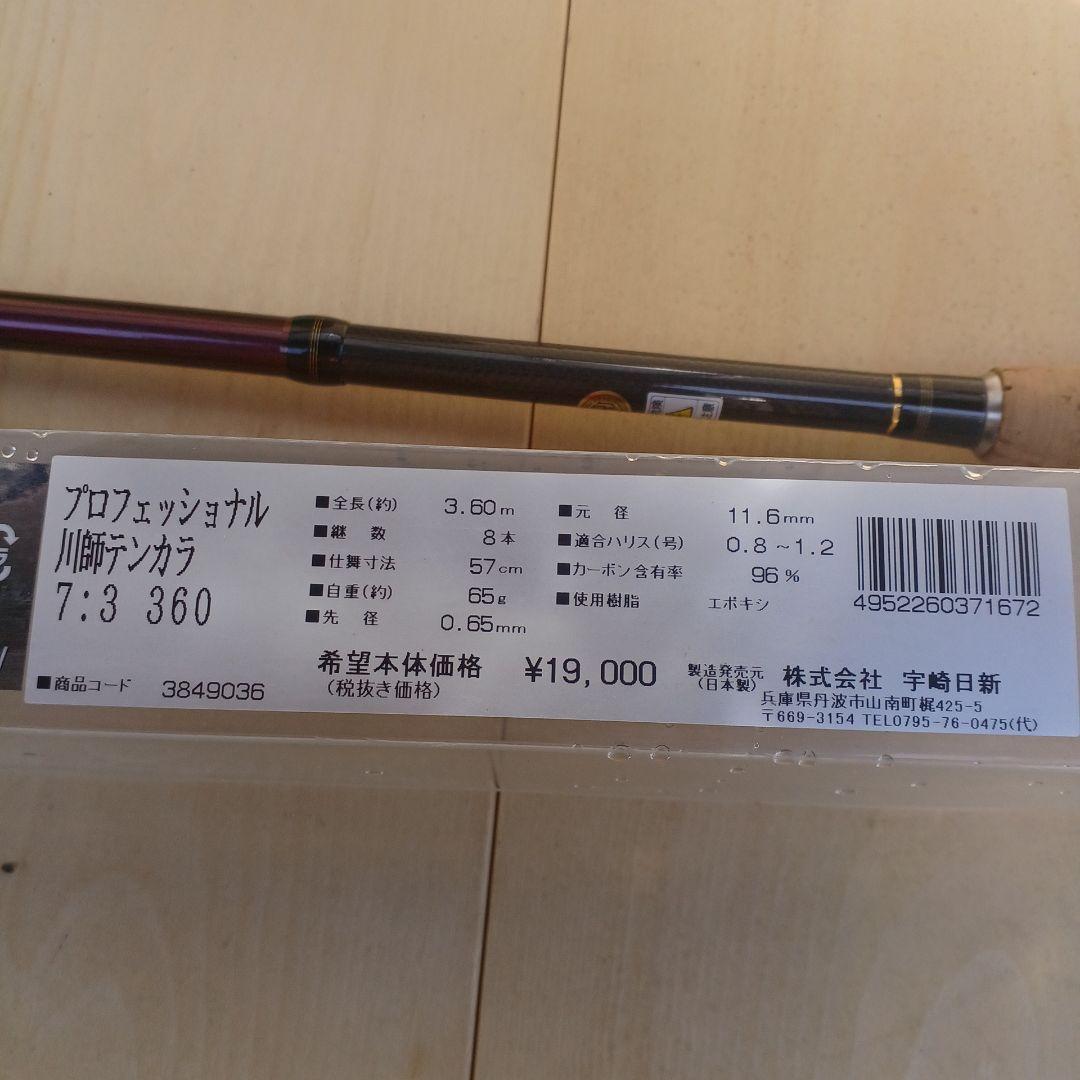 プロフェッショナル
川師テンカラ
7:3 360
■商品コード 3849036
■全長(約) 3.60m
■継 数 8本
■仕舞寸法 57cm
■自重(約) 65g
■先 径 0.65mm
■元 径 11.6mm
■適合ハリス(号) 0.8～1.2
■カーボン含有率 96%
■使用樹脂 エポキシ
4952260371672
希望本体価格 ¥19,000
(税抜き価格)
製造発売元 株式会社 宇崎日新
(日本製)
兵庫県丹波市山南町梶425-5
〒669-3154 TEL0795-76-0475(代)